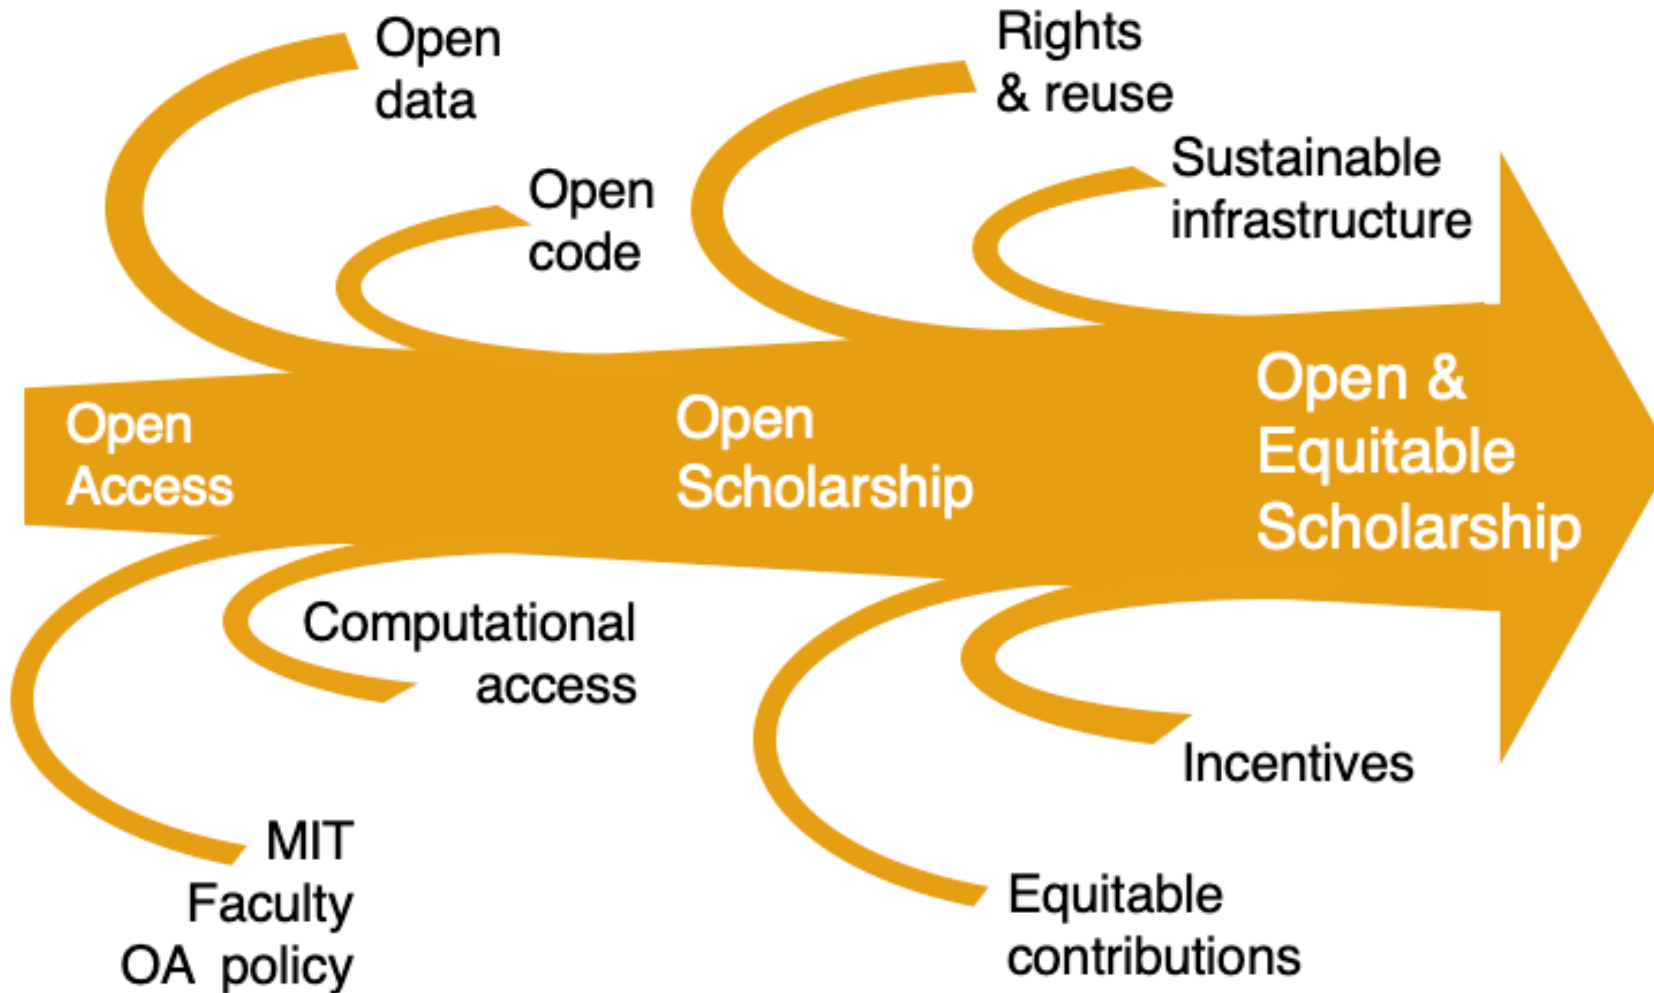 Open
data
Open
code
Rights
& reuse
Sustainable
infrastructure
Open
Access
Open
Scholarship
Open &
Equitable
Scholarship
Computational
access
MIT
Faculty
OA policy
Incentives
Equitable
contributions